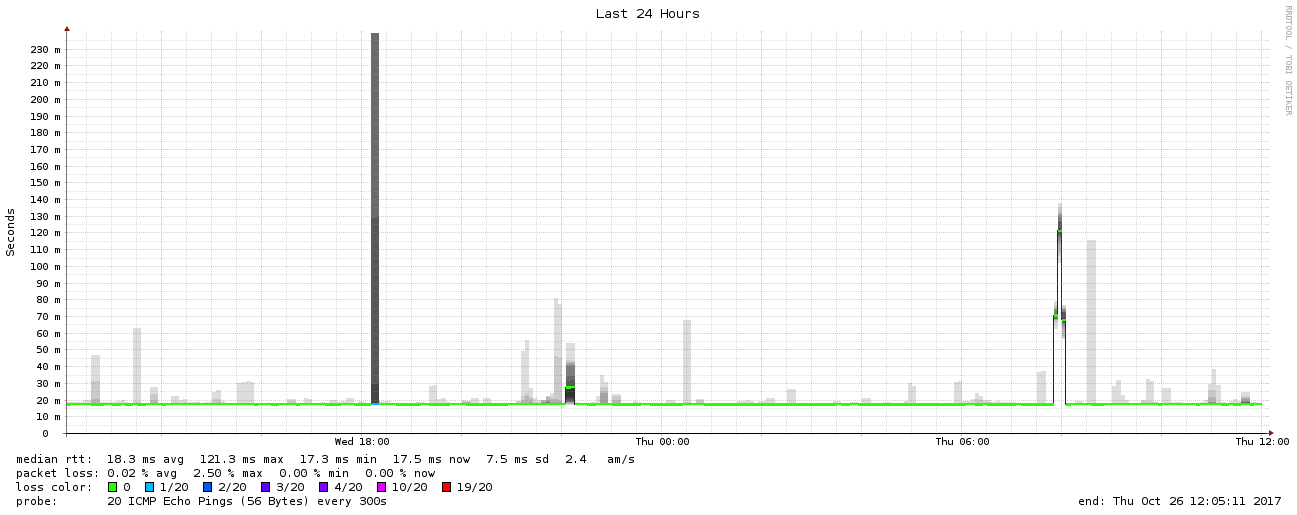 Last 24 Hours
RRDTOOL / TOBI OETIKER
Seconds
230 m
220 m
210 m
200 m
190 m
180 m
170 m
160 m
150 m
140 m
130 m
120 m
110 m
100 m
90 m
80 m
70 m
60 m
50 m
40 m
30 m
20 m
10 m
0
Wed 18:00 Thu 00:00 Thu 06:00 Thu 12:00
median rtt: 18.3 ms avg 121.3 ms max 17.3 ms min 17.5 ms now 7.5 ms sd 2.4 am/s
packet loss: 0.02 % avg 2.50 % max 0.00 % min 0.00 % now
loss color: 0 1/20 2/20 3/20 4/20 10/20 19/20
probe: 20 ICMP Echo Pings (56 Bytes) every 300s end: Thu Oct 26 12:05:11 2017